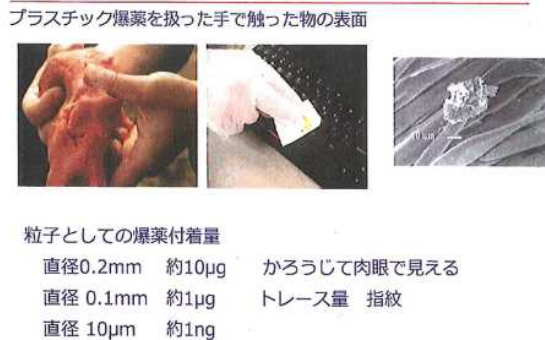 プラスチック爆薬を扱った手で触った物の表面
10 μm
粒子としての爆薬付着量
直径0.2mm 約10μg かろうじて肉眼で見える
直径 0.1mm 約1μg トレース量 指紋
直径 10μm 約1ng